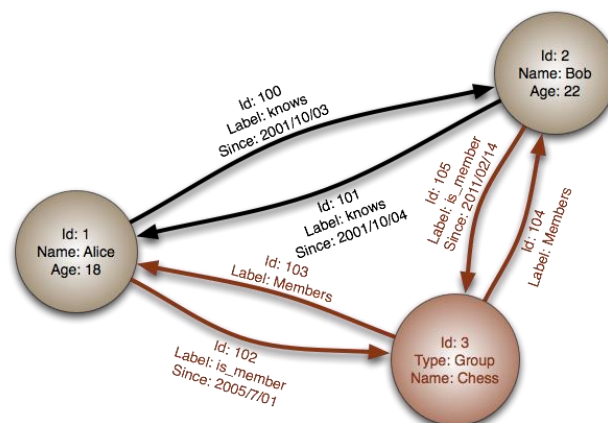 Id: 2
Name: Bob
Age: 22
Id: 100
Label: knows
Since: 2001/10/03
Id: 101
Label: knows
Since: 2001/10/04
Id: 105
Label: is_member
Since: 2011/02/14
Id: 104
Label: Members
Id: 1
Name: Alice
Age: 18
Id: 103
Label: Members
Id: 102
Label: is_member
Since: 2005/7/01
Id: 3
Type: Group
Name: Chess